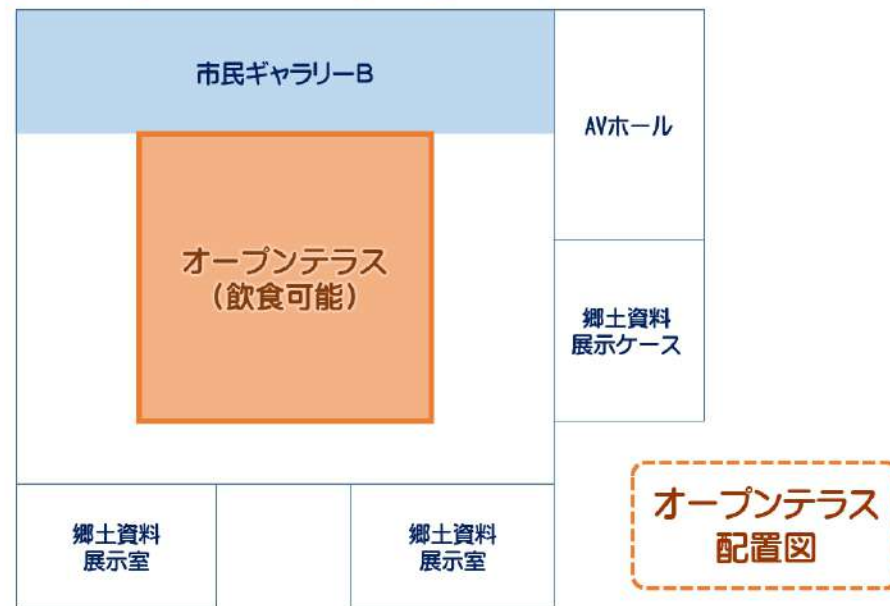 市民ギャラリーB
AVホール
オープンテラス
（飲食可能）
郷土資料
展示ケース
郷土資料
展示室
郷土資料
展示室
オープンテラス
配置図